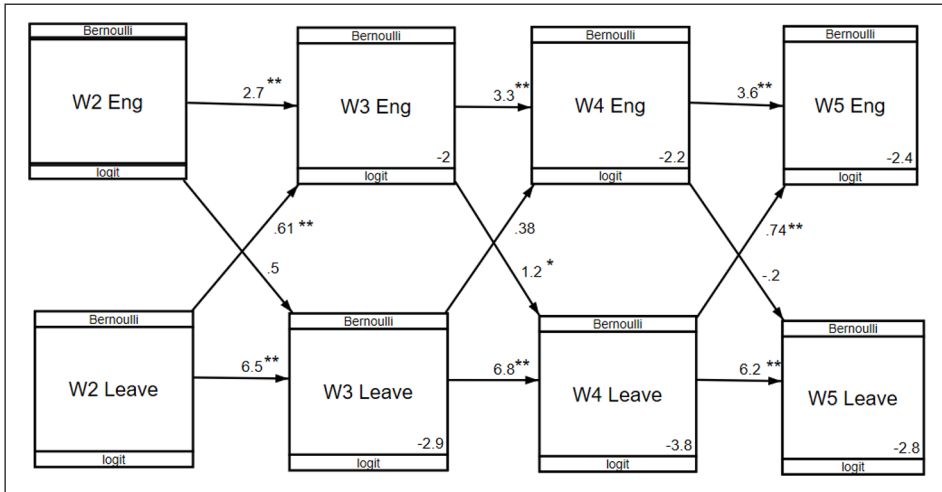 Bernoulli
W2 Eng
logit
2.7 **
Bernoulli
W3 Eng
-2
logit
3.3 **
Bernoulli
W4 Eng
-2.2
logit
3.6 **
Bernoulli
W5 Eng
-2.4
logit
.61 **
.5
.38
1.2 *
.74 **
-.2
Bernoulli
W2 Leave
logit
6.5 **
Bernoulli
W3 Leave
-2.9
logit
6.8 **
Bernoulli
W4 Leave
-3.8
logit
6.2 **
Bernoulli
W5 Leave
-2.8
logit